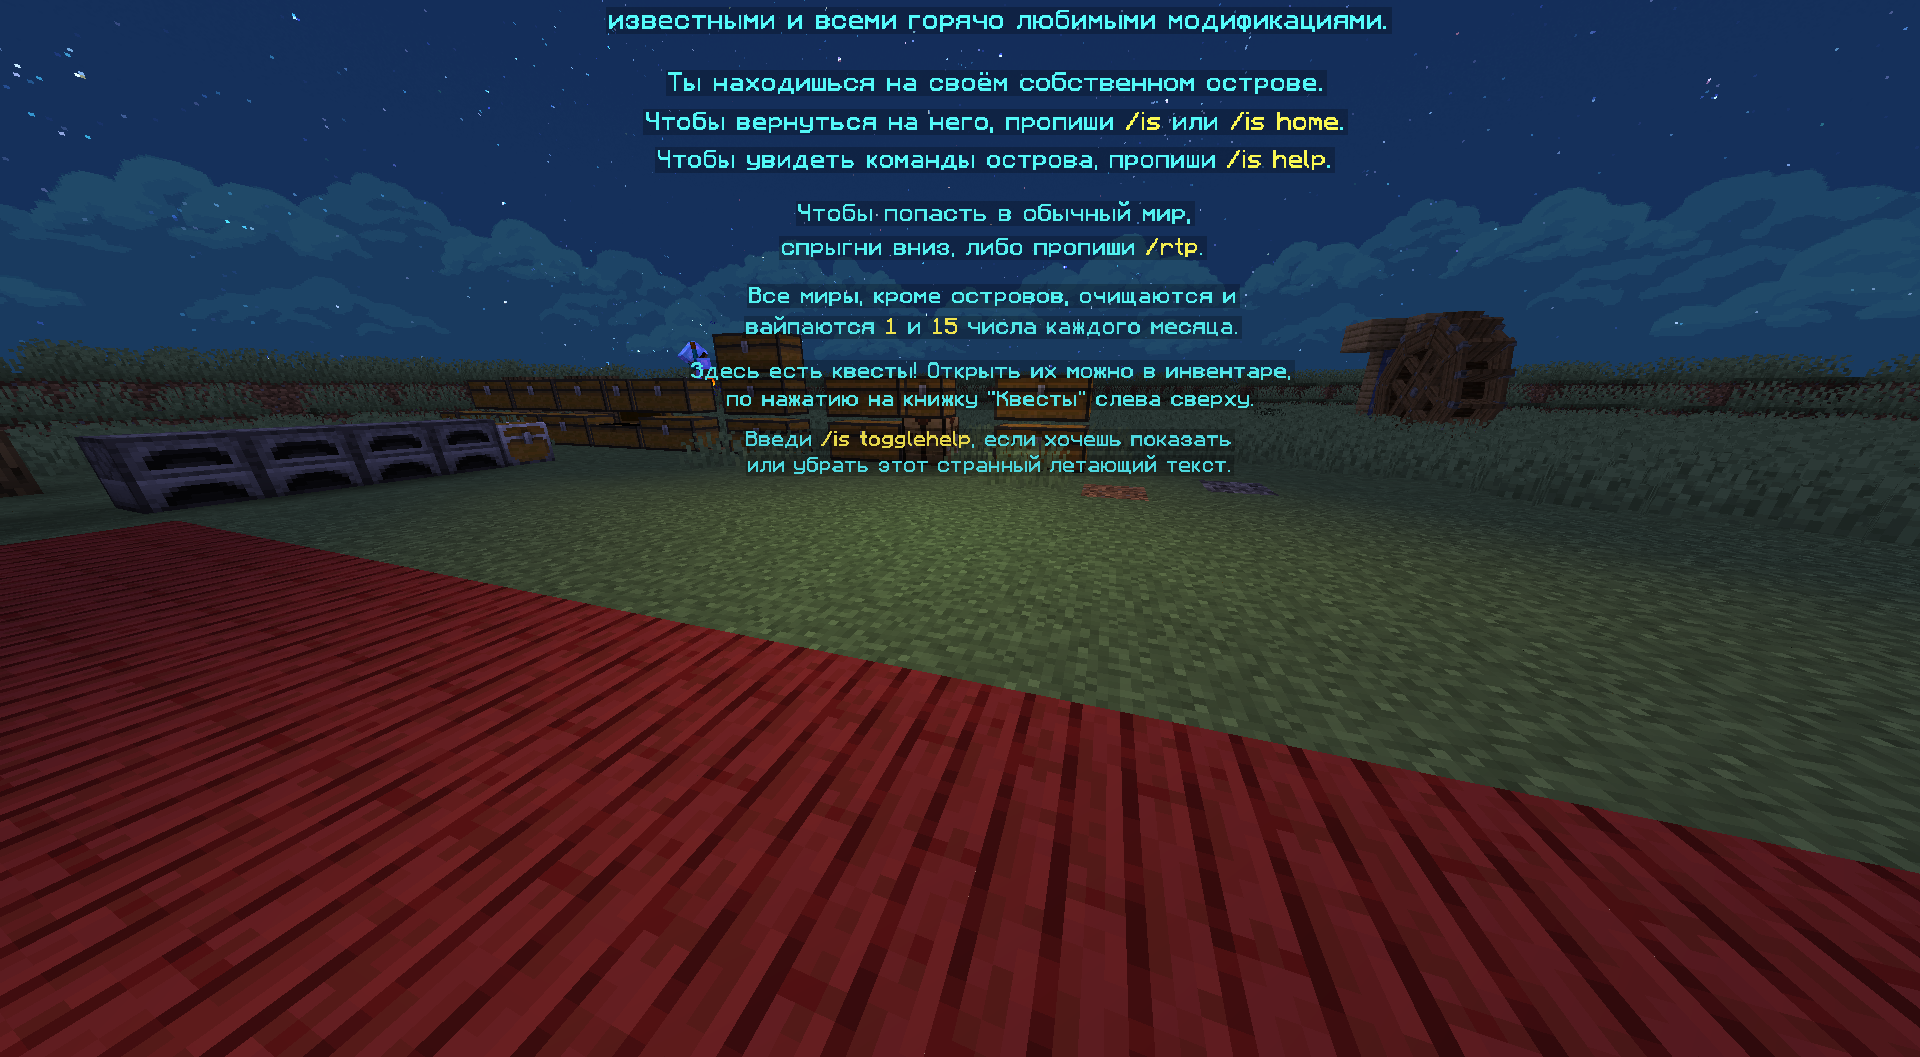 известными и всеми горячо любимыми модификациями.
Ты находишься на своём собственном острове.
Чтобы вернуться на него, пропиши /is или /is home.
Чтобы увидеть команды острова, пропиши /is help.
Чтобы попасть в обычный мир,
спрыгни вниз, либо пропиши /rtp.
Все миры, кроме островов, очищаются и
вайпаются 1 и 15 числа каждого месяца.
Здесь есть квесты! Открыть их можно в инвентаре,
по нажатию на книжку "Квесты" слева сверху.
Введи /is togglehelp, если хочешь показать
или убрать этот странный летающий текст.